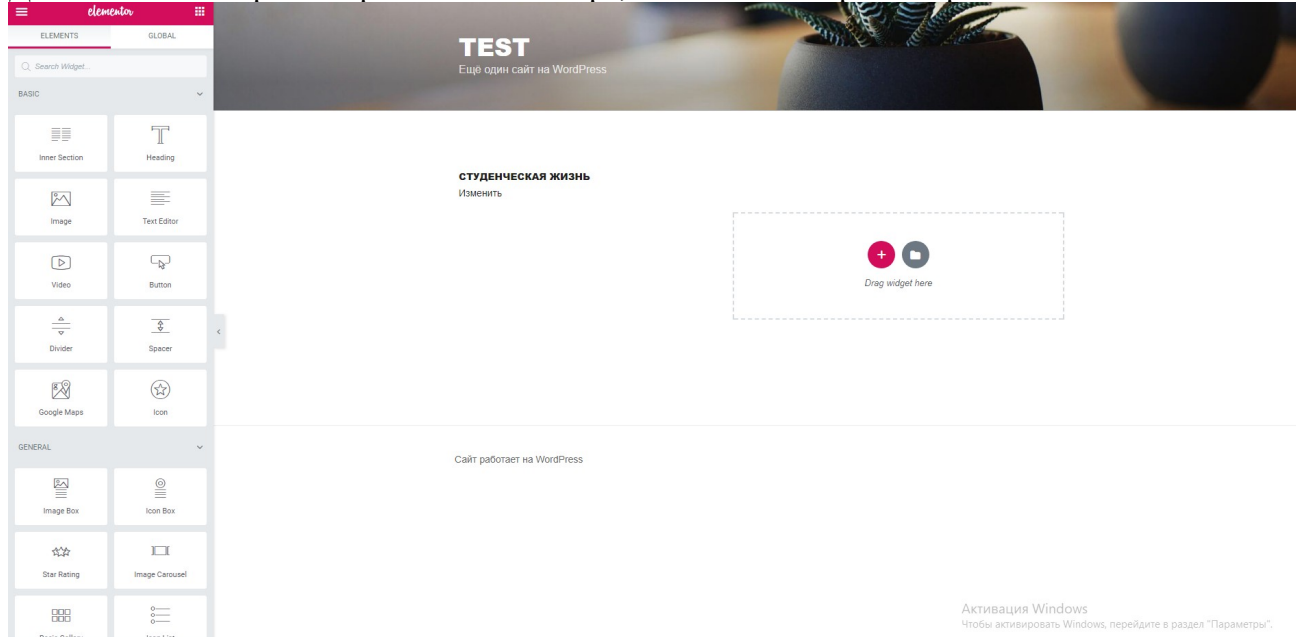 elementor
ELEMENTS
GLOBAL
Search Widget...
BASIC
Inner Section
Heading
Image
Text Editor
Video
Button
Divider
Spacer
Google Maps
Icon
GENERAL
Image Box
Icon Box
Star Rating
Image Carousel
TEST
Ещё один сайт на WordPress
СТУДЕНЧЕСКАЯ ЖИЗНЬ
Изменить
Drag widget here
Сайт работает на WordPress
Активация Windows
Чтобы активировать Windows, перейдите в раздел "Параметры".